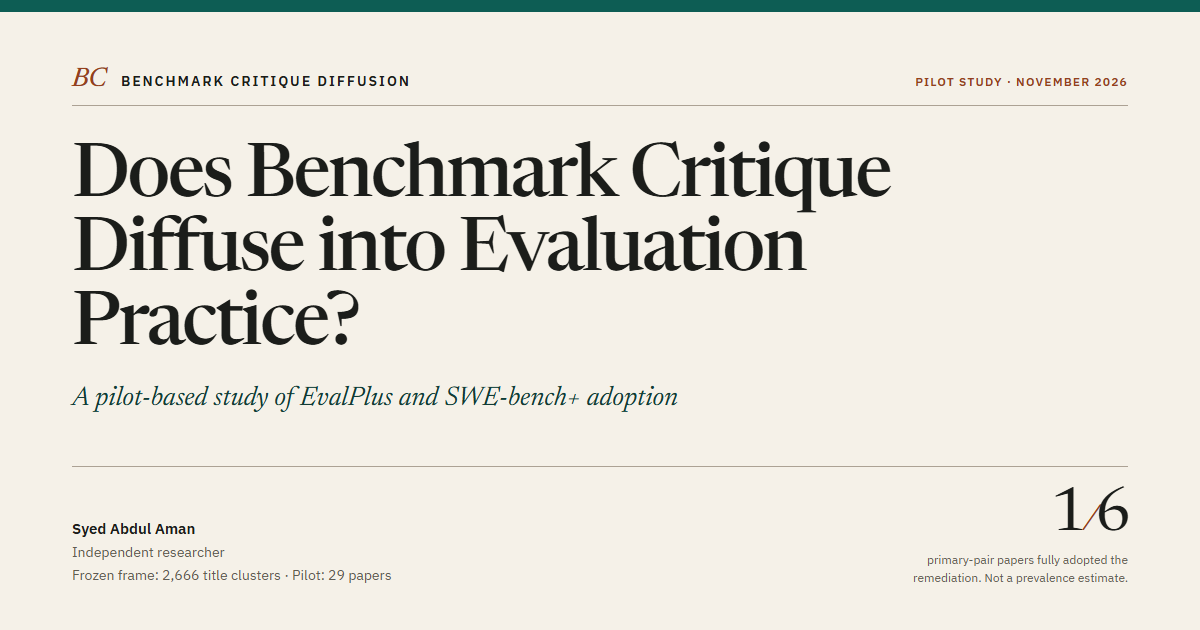 BC BENCHMARK CRITIQUE DIFFUSION
PILOT STUDY · NOVEMBER 2026
Does Benchmark Critique
Diffuse into Evaluation
Practice?
A pilot-based study of EvalPlus and SWE-bench+ adoption
Syed Abdul Aman
Independent researcher
Frozen frame: 2,666 title clusters · Pilot: 29 papers
1/6
primary-pair papers fully adopted the
remediation. Not a prevalence estimate.